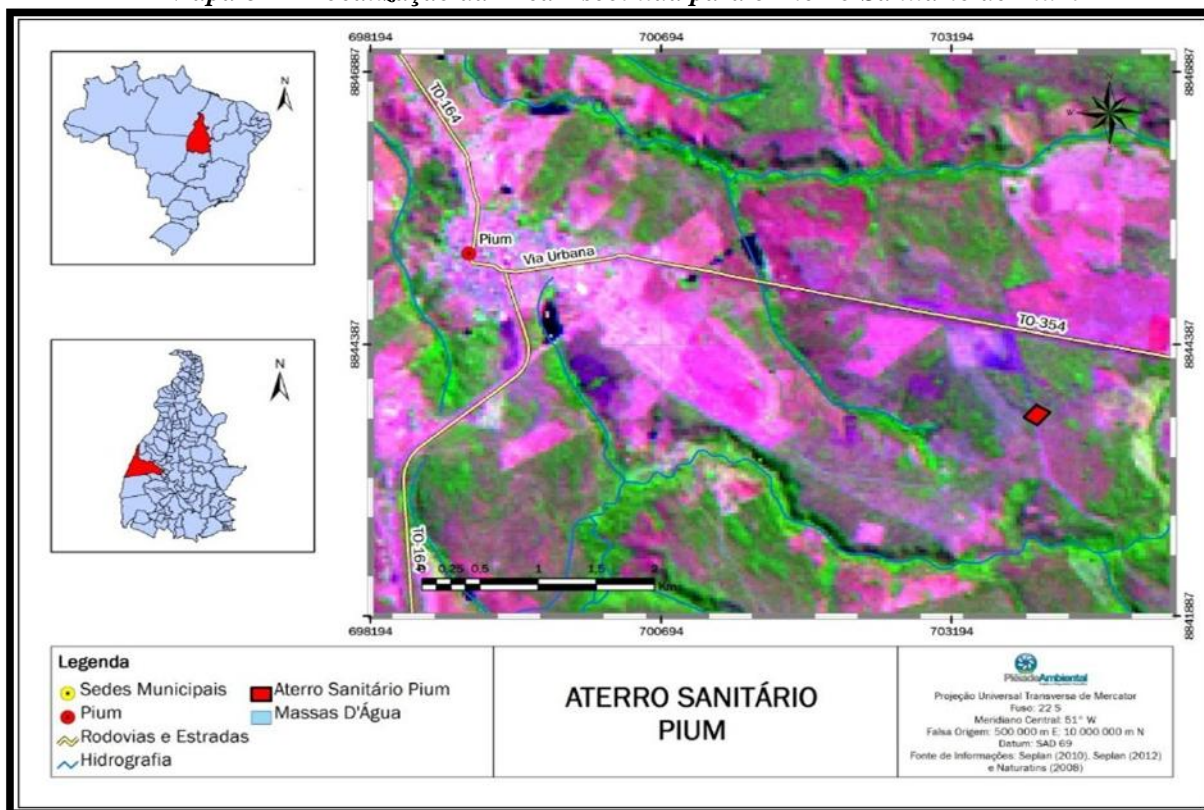 N
N
698194
700694
703194
8846887
8846887
8844387
8844387
8841887
TO-164
Pium
Via Urbana
TO-354
TO-164
0 0.25 0.5 1 1,5 2
Km
698194
700694
703194
Legenda
Sedes Municipais
Pium
Rodovias e Estradas
Hidrografia
Aterro Sanitário Pium
Massas D'Água
ATERRO SANITÁRIO
PIUM
PlêiadeAmbiental
Projeção Universal Transversa de Mercator
Fuso: 22 S
Meridiano Central: 51° W
Falsa Origem: 500 000 m E; 10 000 000 m N
Datum: SAD 69
Fonte de Informações: Seplan (2010), Seplan (2012)
e Naturatins (2008)